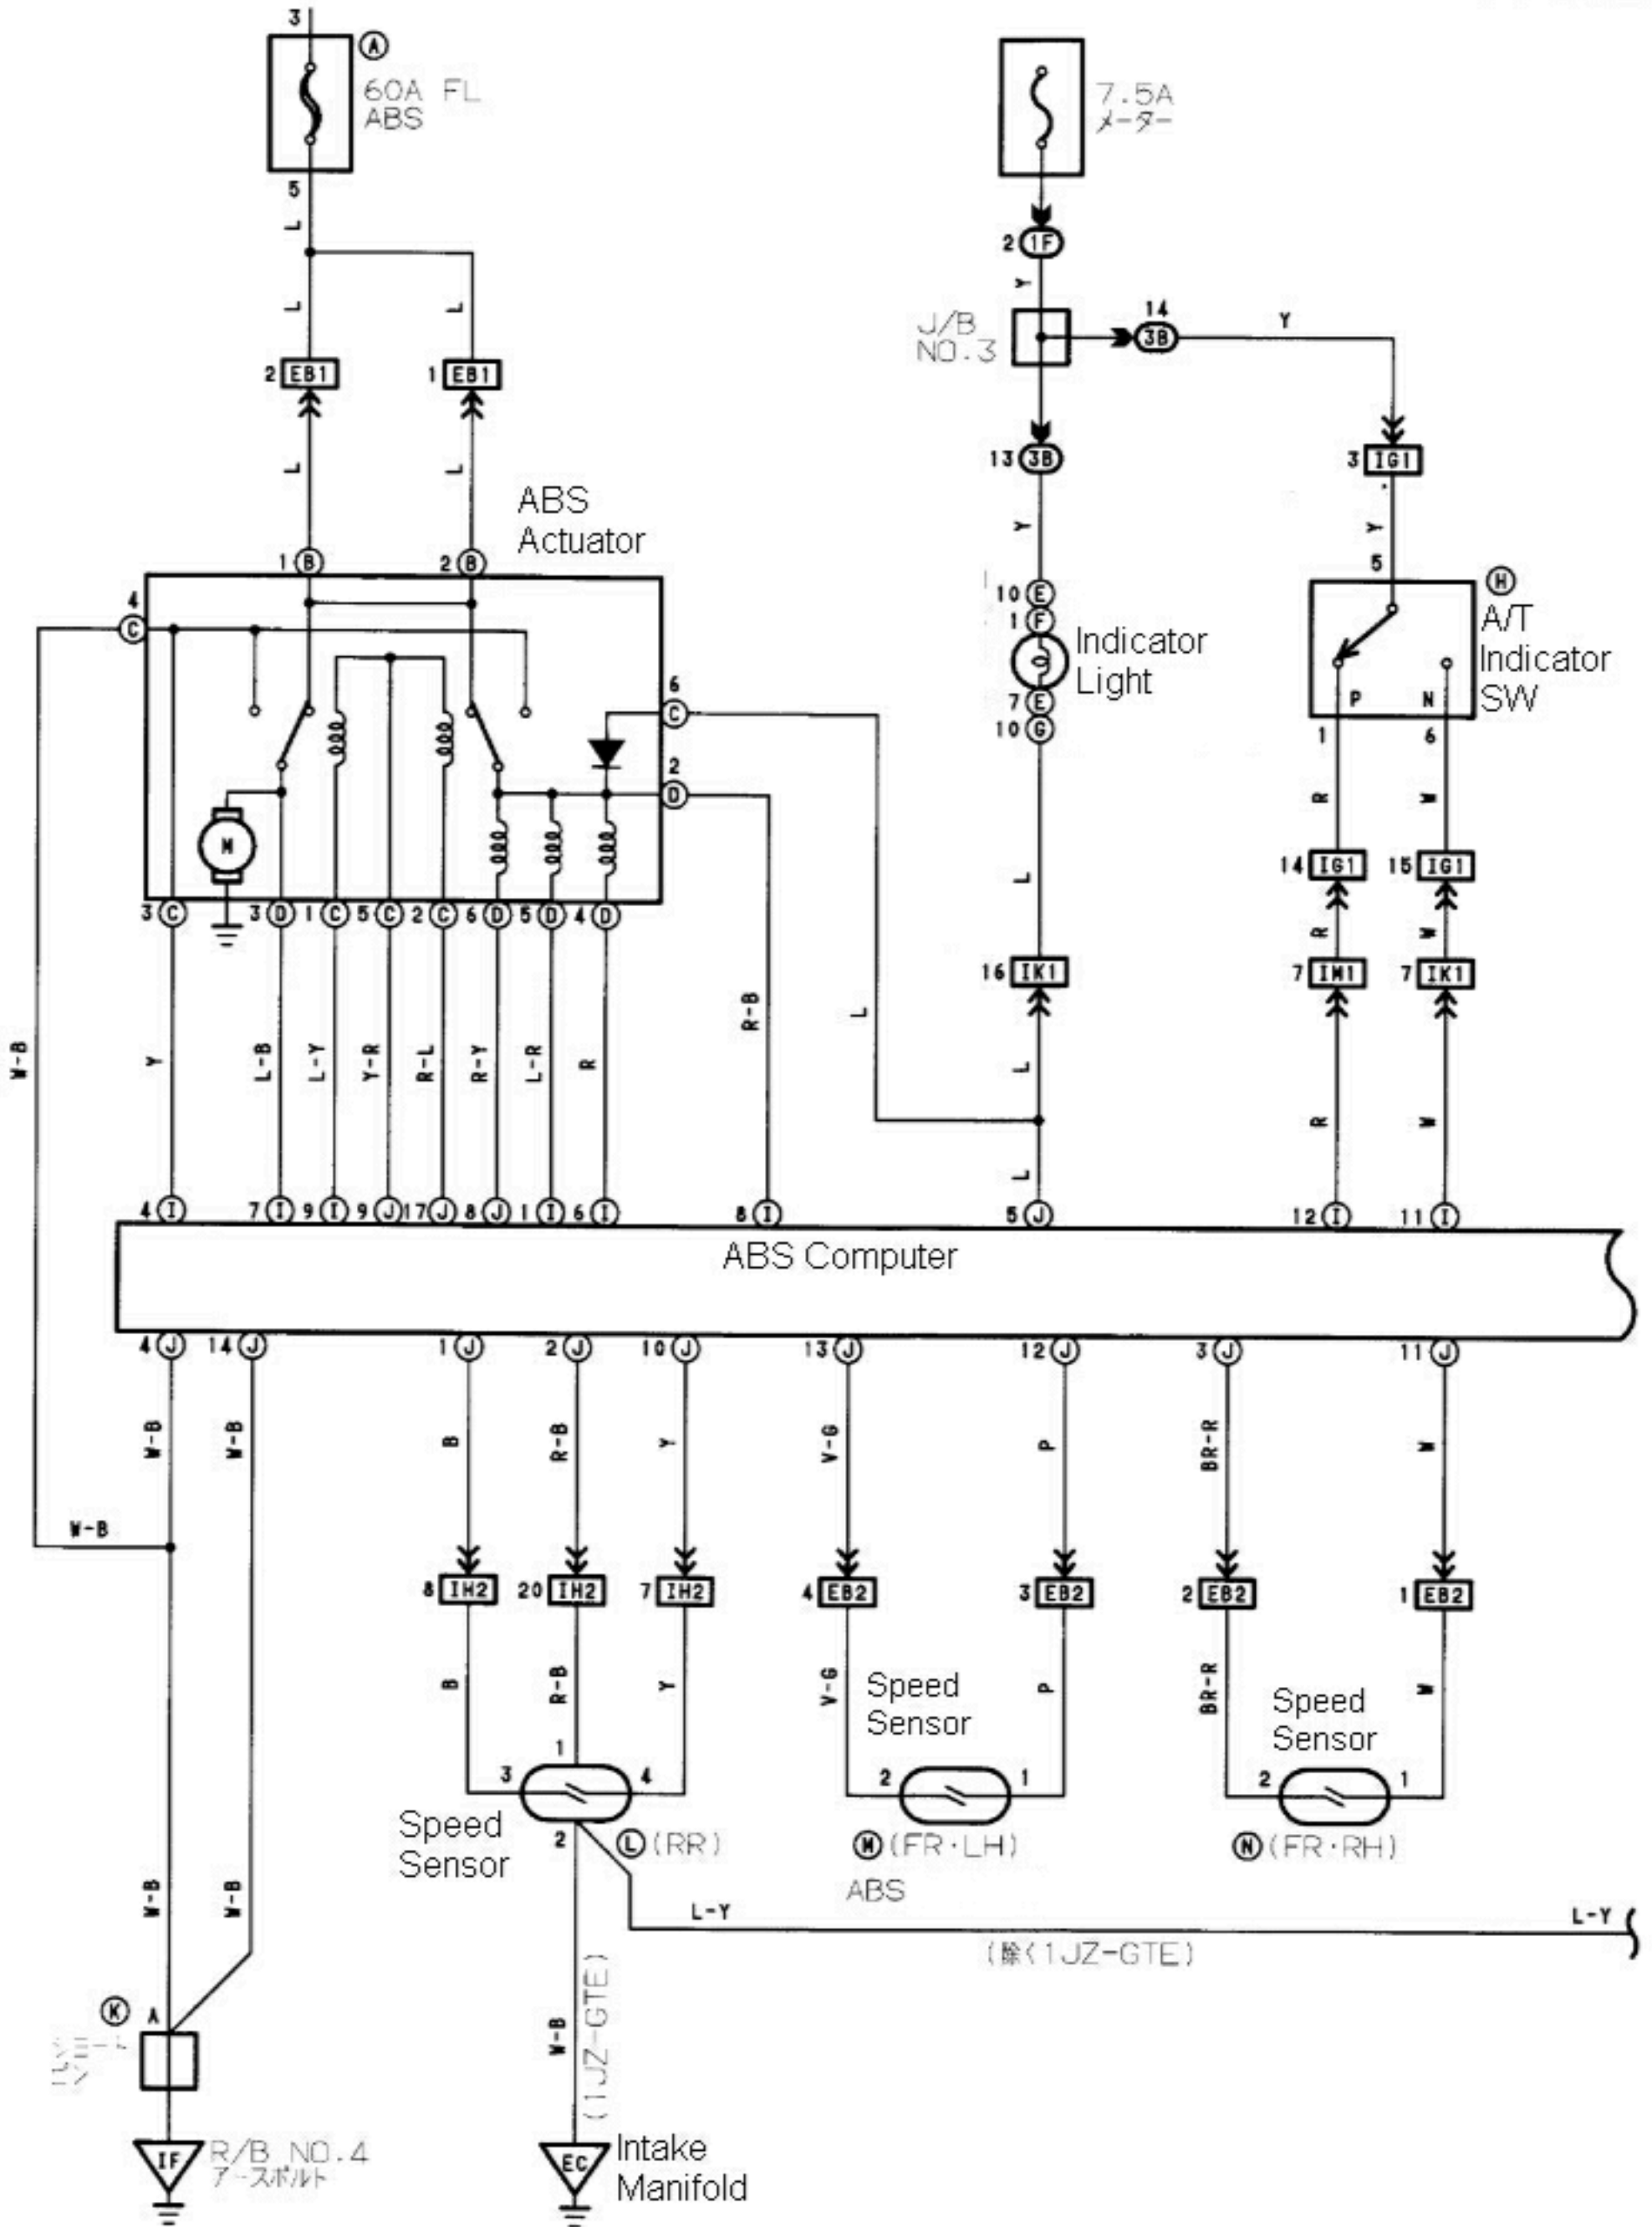 3
A
60A FL
ABS
5
L
L
L
2 EB1
1 EB1
L
L
ABS
Actuator
1 B
2 B
4
C
6
C
2
D
M
3 C
3 D
1 C
5 C
2 C
6 D
5 D
4 D
7.5A
メーター
2 1F
Y
J/B
NO.3
14
3B
Y
13 3B
3 IG1
Y
Y
5
10 E
1 F
Indicator
Light
7 E
10 G
H
A/T
Indicator
SW
P
N
1
6
R
W
L
14 IG1
15 IG1
R
W
16 IK1
7 IM1
7 IK1
W-B
Y
L-B
L-Y
Y-R
R-L
R-Y
L-R
R
R-B
L
L
R
W
L
4 I
7 I
9 I
9 J
17 J
8 J
1 I
6 I
8 I
5 J
12 I
11 I
ABS Computer
4 J
14 J
1 J
2 J
10 J
13 J
12 J
3 J
11 J
W-B
W-B
B
R-B
Y
V-G
P
BR-R
W
W-B
8 IH2
20 IH2
7 IH2
4 EB2
3 EB2
2 EB2
1 EB2
B
R-B
Y
V-G
Speed
Sensor
P
BR-R
Speed
Sensor
W
1
3
4
2
1
2
1
Speed
Sensor
2
L (RR)
M (FR·LH)
N (FR·RH)
ABS
W-B
W-B
L-Y
L-Y
(除く1JZ-GTE)
K
A
W-B
(1JZ-GTE)
IF
R/B NO.4
アースボルト
EC
Intake
Manifold